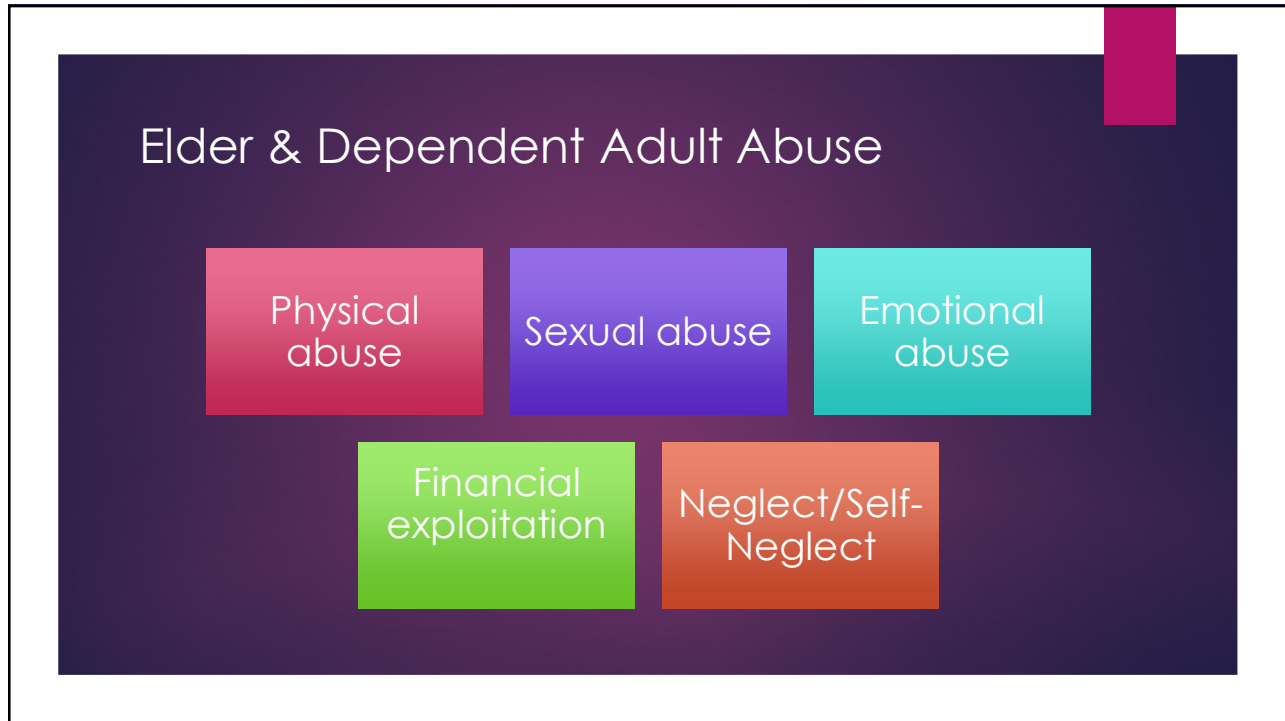 Elder & Dependent Adult Abuse
Physical
abuse
Sexual abuse
Emotional
abuse
Financial
exploitation
Neglect/Self-
Neglect